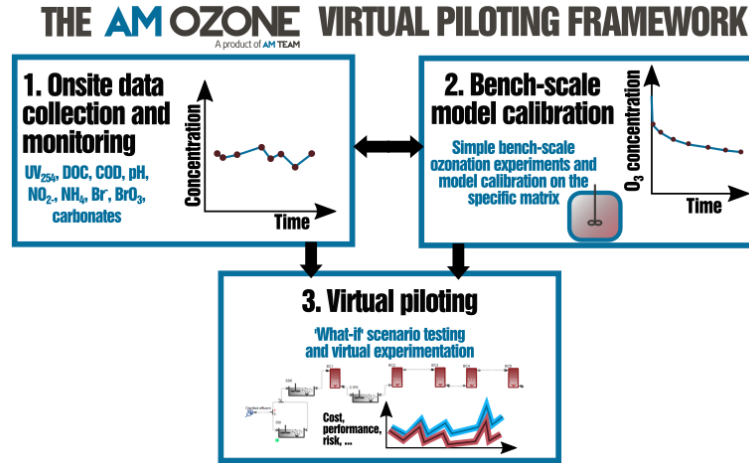 THE AM OZONE VIRTUAL PILOTING FRAMEWORK
A product of AM TEAM
1. Onsite data
collection and
monitoring
UV254, DOC, COD, pH,
NO2-, NH4, Br-, BrO3,
carbonates
Concentration
Time
2. Bench-scale
model calibration
Simple bench-scale
ozonation experiments and
model calibration on the
specific matrix
O3 concentration
Time
3. Virtual piloting
'What-if' scenario testing
and virtual experimentation
Cost,
performance,
risk, ...